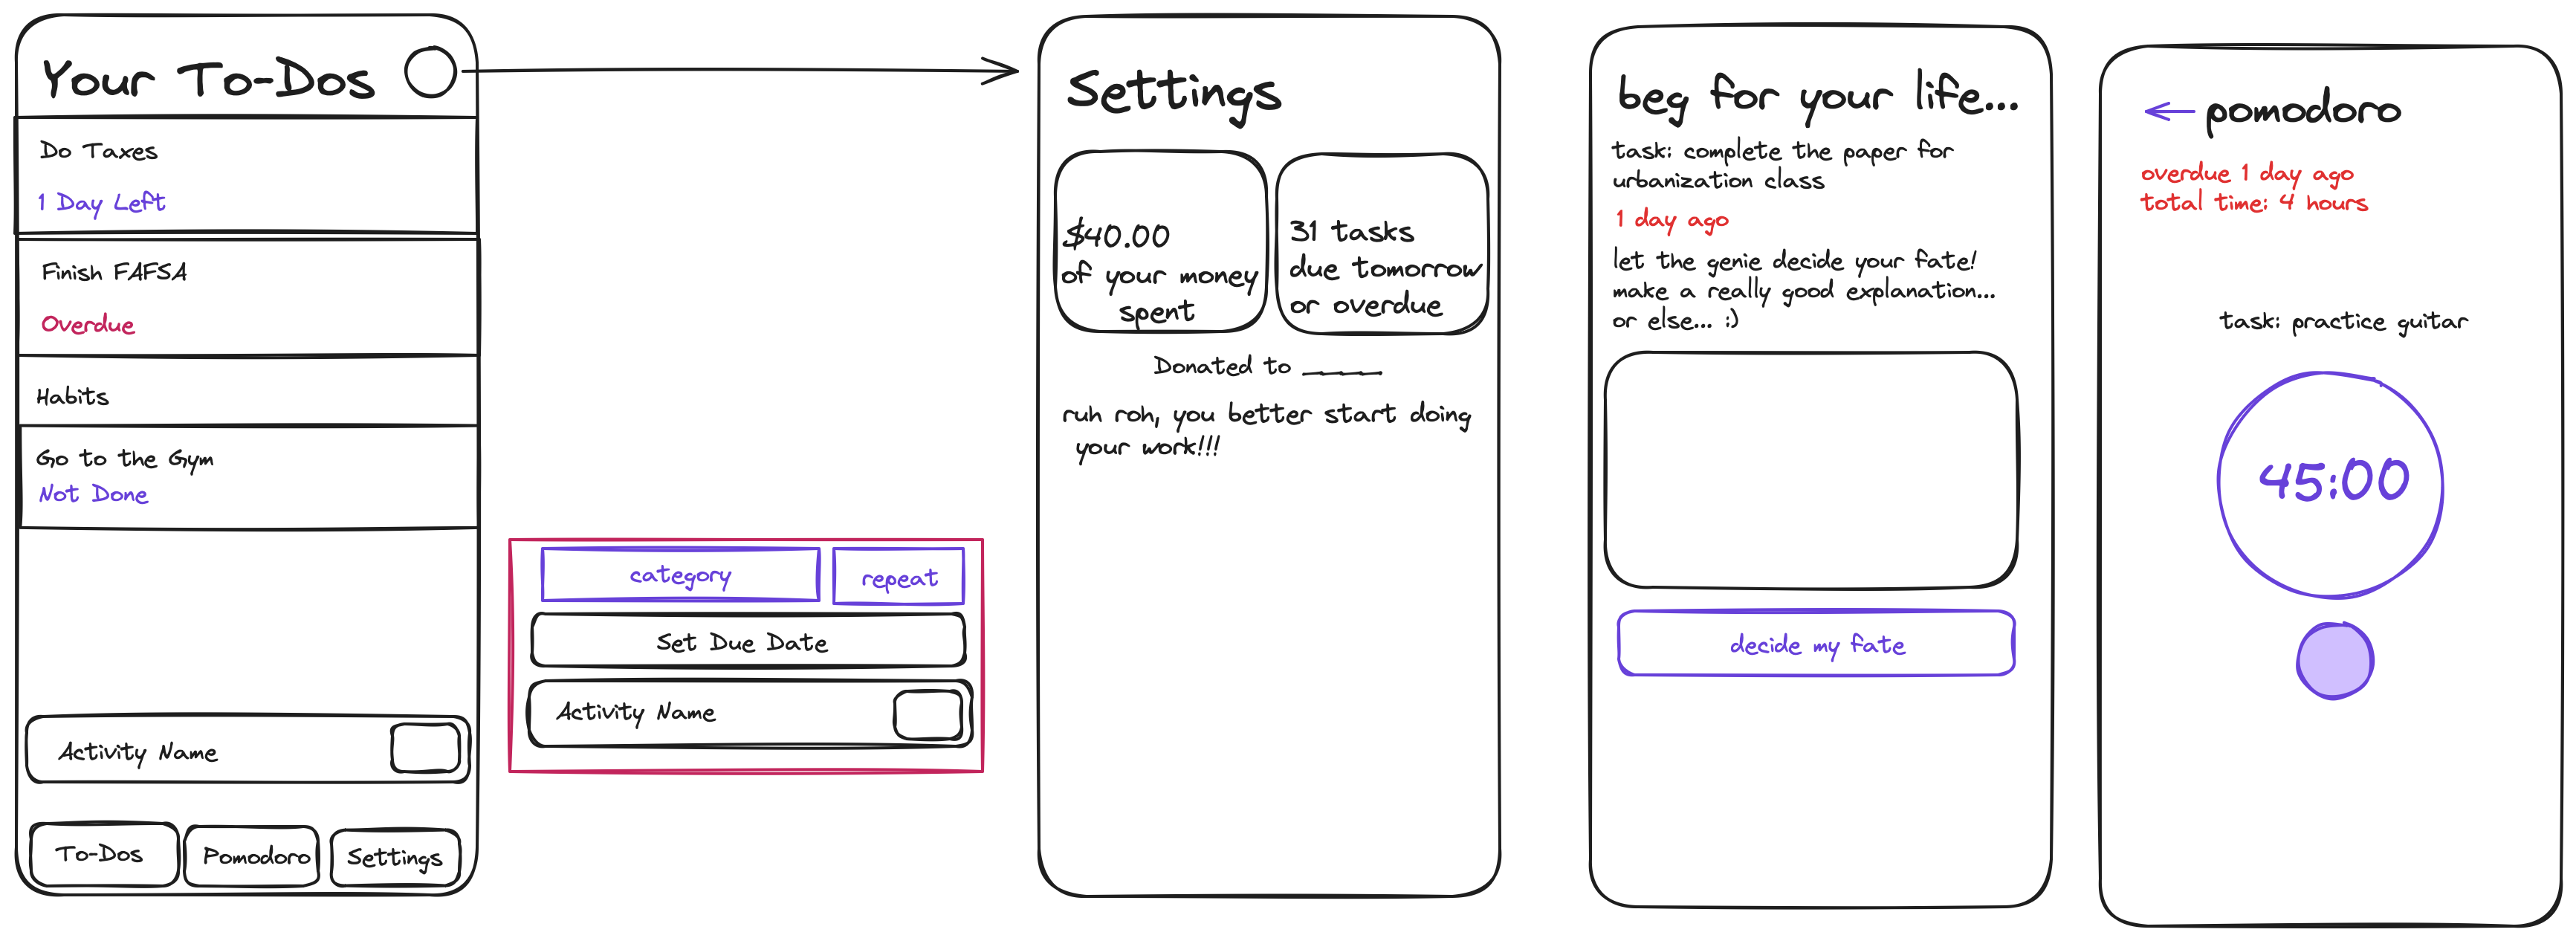 Your To-Dos
Do Taxes
1 Day Left
Finish FAFSA
Overdue
Habits
Go to the Gym
Not Done
Activity Name
To-Dos
Pomodoro
Settings
category
repeat
Set Due Date
Activity Name
Settings
$40.00
of your money
spent
31 tasks
due tomorrow
or overdue
Donated to ____
ruh roh, you better start doing
your work!!!
beg for your life...
task: complete the paper for
urbanization class
1 day ago
let the genie decide your fate!
make a really good explanation...
or else... :)
decide my fate
pomodoro
overdue 1 day ago
total time: 4 hours
task: practice guitar
45:00